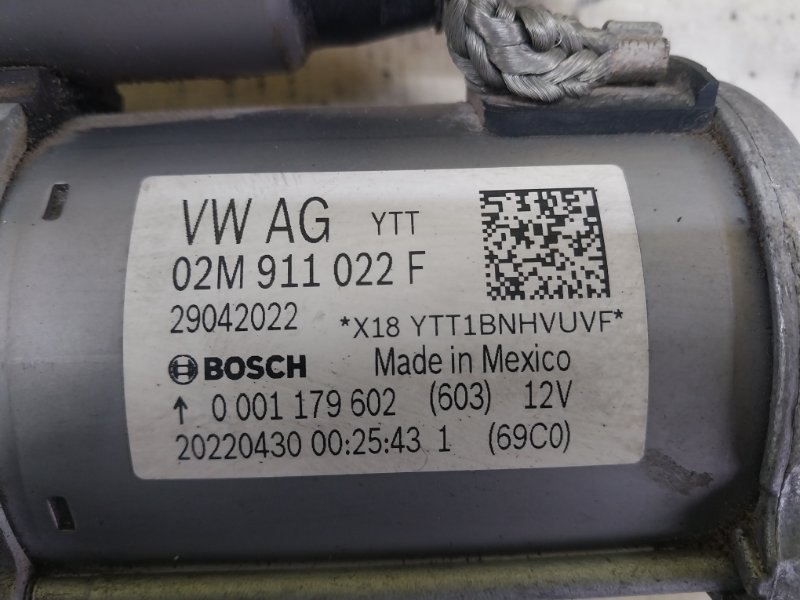 VW AG YTT
02M 911 022 F
29042022 *X18 YTT1BNHVUVF*
BOSCH Made in Mexico
↑ 0 001 179 602 (603) 12V
20220430 00:25:43 1 (69C0)